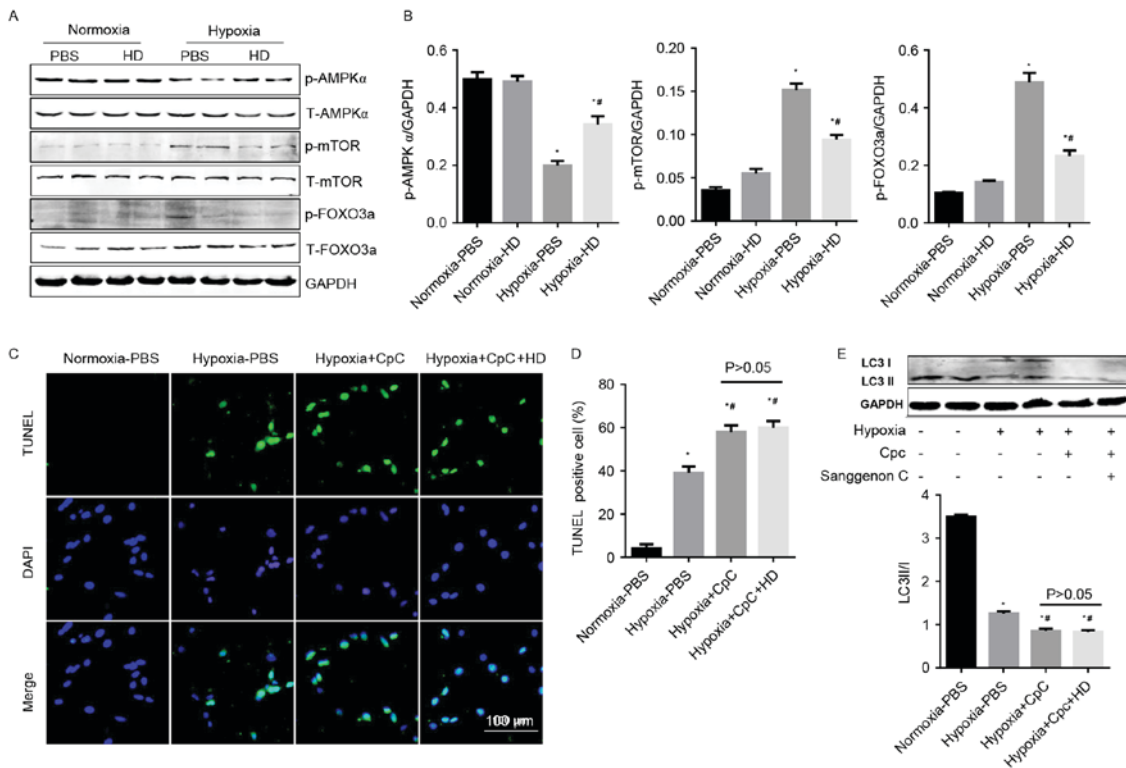 A
Normoxia Hypoxia
PBS HD PBS HD
p-AMPKα
T-AMPKα
p-mTOR
T-mTOR
p-FOXO3a
T-FOXO3a
GAPDH
B
p-AMPK α/GAPDH
0.6
0.4
0.2
0.0
Normoxia-PBS
Normoxia-HD
Hypoxia-PBS
Hypoxia-HD
*
*#
p-mTOR/GAPDH
0.20
0.15
0.10
0.05
0.00
Normoxia-PBS
Normoxia-HD
Hypoxia-PBS
Hypoxia-HD
*
*#
p-FOXO3a/GAPDH
0.6
0.4
0.2
0.0
Normoxia-PBS
Normoxia-HD
Hypoxia-PBS
Hypoxia-HD
*
*#
C
Normoxia-PBS Hypoxia-PBS Hypoxia+CpC Hypoxia+CpC+HD
TUNEL
DAPI
Merge
100 μm
D
TUNEL positive cell (%)
80
60
40
20
0
P>0.05
*
*#
*#
Normoxia-PBS
Hypoxia-PBS
Hypoxia+CpC
Hypoxia+CpC+HD
E
LC3 I
LC3 II
GAPDH
Hypoxia - - + + + +
Cpc - - - - + +
Sanggenon C - - - - - +
LC3II/I
4
3
2
1
0
P>0.05
*
*#
*#
Normoxia-PBS
Hypoxia-PBS
Hypoxia+CpC
Hypoxia+Cpc+HD